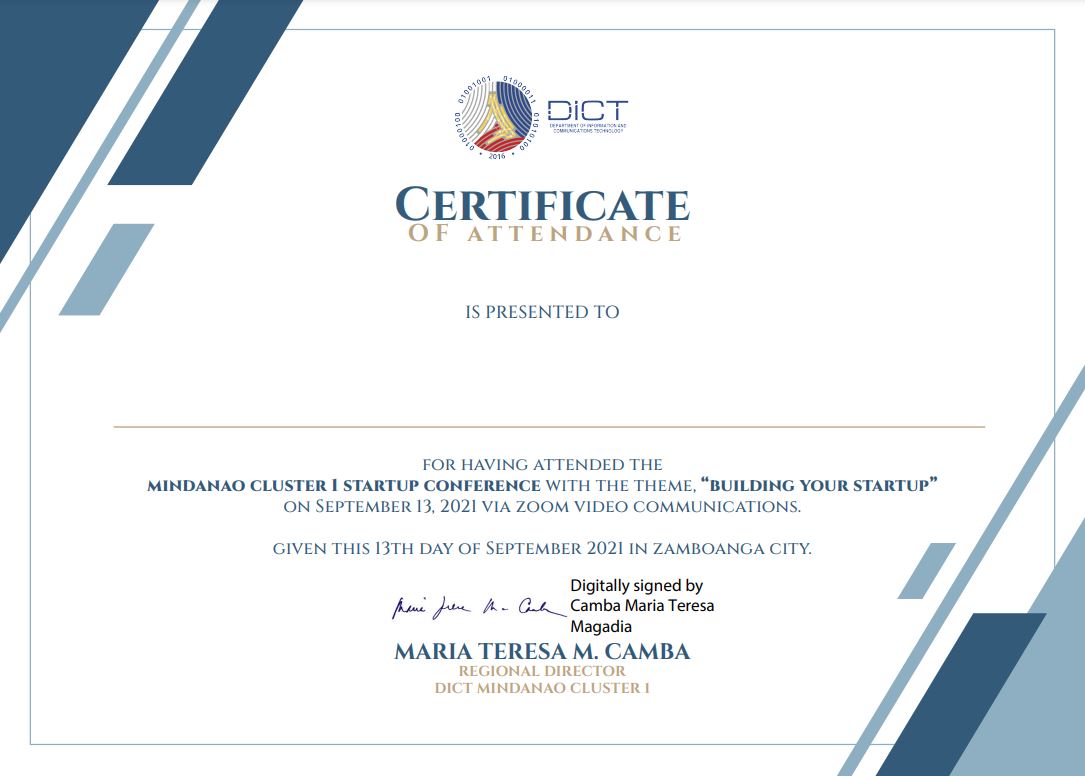 01000100 01001001 01000011 01010100
• 2016 •
DICT
DEPARTMENT OF INFORMATION AND
COMMUNICATIONS TECHNOLOGY
CERTIFICATE
OF ATTENDANCE
IS PRESENTED TO
FOR HAVING ATTENDED THE
MINDANAO CLUSTER I STARTUP CONFERENCE WITH THE THEME, “BUILDING YOUR STARTUP”
ON SEPTEMBER 13, 2021 VIA ZOOM VIDEO COMMUNICATIONS.
GIVEN THIS 13TH DAY OF SEPTEMBER 2021 IN ZAMBOANGA CITY.
Digitally signed by
Camba Maria Teresa
Magadia
MARIA TERESA M. CAMBA
REGIONAL DIRECTOR
DICT MINDANAO CLUSTER I